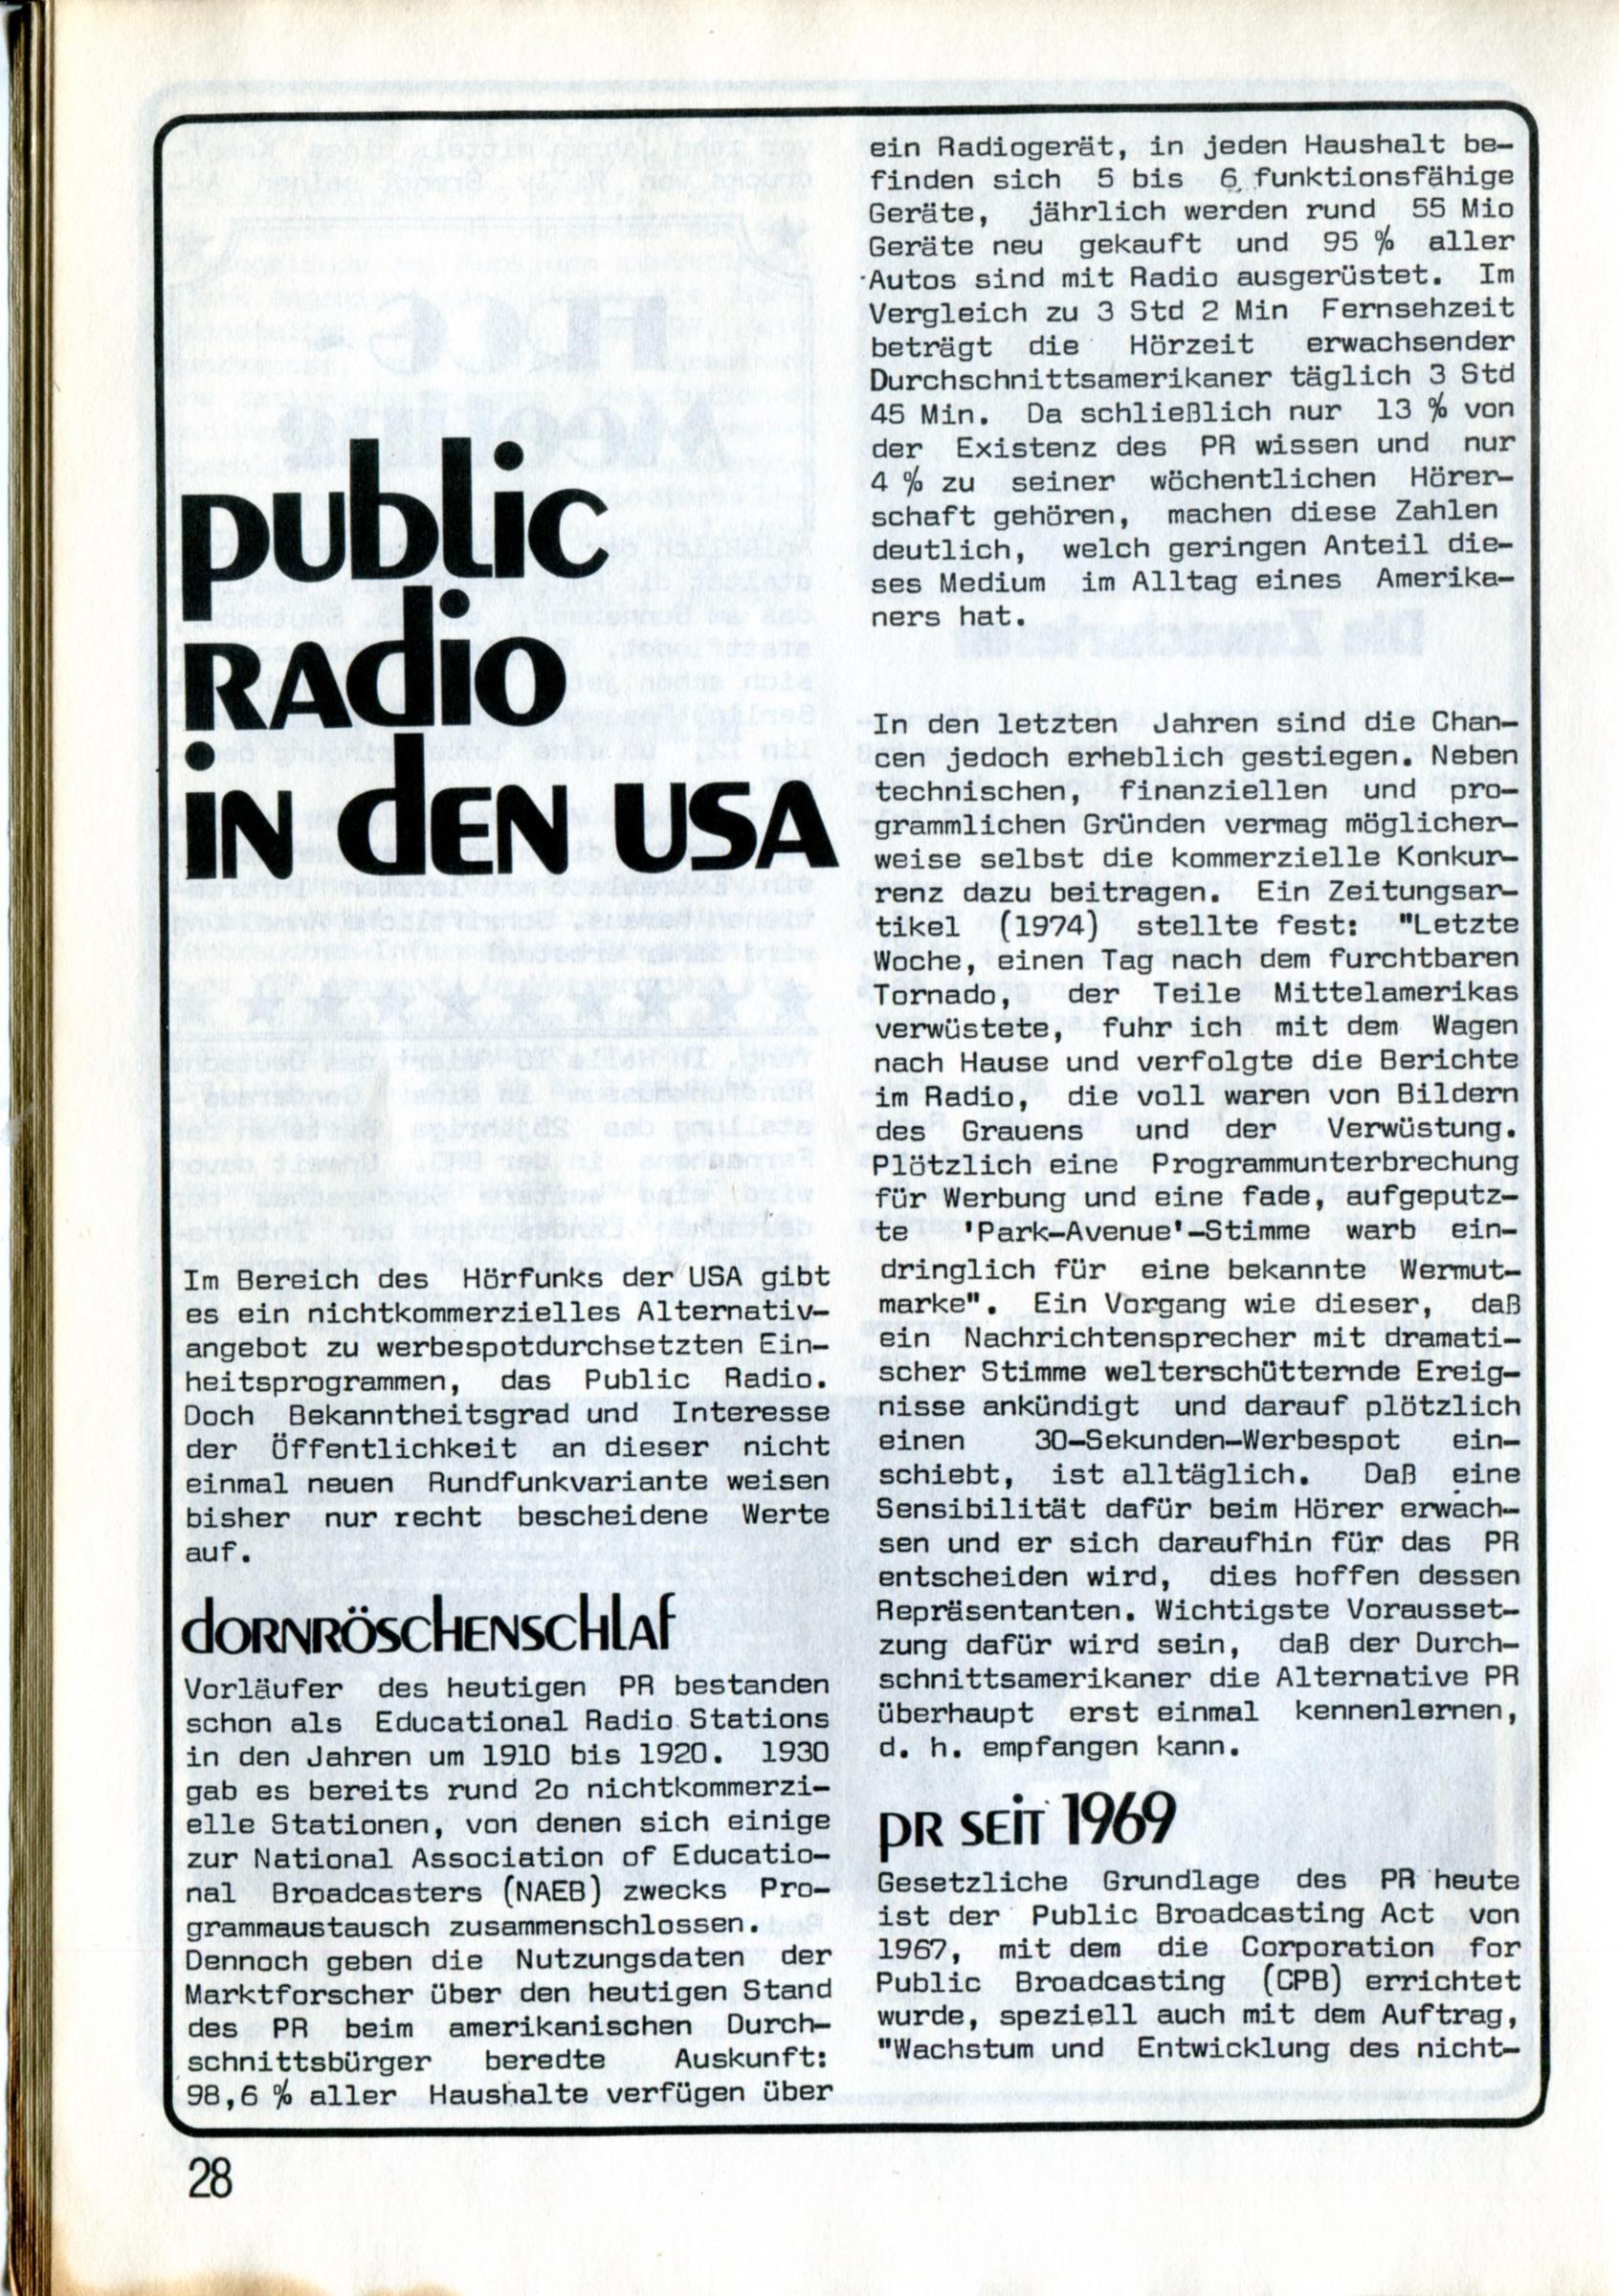 public
RAdio
iN dEN USA
Im Bereich des Hörfunks der USA gibt
es ein nichtkommerzielles Alternativ-
angebot zu werbespotdurchsetzten Ein-
heitsprogrammen, das Public Radio.
Doch Bekanntheitsgrad und Interesse
der Öffentlichkeit an dieser nicht
einmal neuen Rundfunkvariante weisen
bisher nur recht bescheidene Werte
auf.
dORNRÖSCHENSCHlAf
Vorläufer des heutigen PR bestanden
schon als Educational Radio Stations
in den Jahren um 1910 bis 1920. 1930
gab es bereits rund 2o nichtkommerzi-
elle Stationen, von denen sich einige
zur National Association of Educatio-
nal Broadcasters (NAEB) zwecks Pro-
grammaustausch zusammenschlossen.
Dennoch geben die Nutzungsdaten der
Marktforscher über den heutigen Stand
des PR beim amerikanischen Durch-
schnittsbürger beredte Auskunft:
98,6 % aller Haushalte verfügen über
ein Radiogerät, in jeden Haushalt be-
finden sich 5 bis 6 funktionsfähige
Geräte, jährlich werden rund 55 Mio
Geräte neu gekauft und 95 % aller
Autos sind mit Radio ausgerüstet. Im
Vergleich zu 3 Std 2 Min Fernsehzeit
beträgt die Hörzeit erwachsender
Durchschnittsamerikaner täglich 3 Std
45 Min. Da schließlich nur 13 % von
der Existenz des PR wissen und nur
4 % zu seiner wöchentlichen Hörer-
schaft gehören, machen diese Zahlen
deutlich, welch geringen Anteil die-
ses Medium im Alltag eines Amerika-
ners hat.
In den letzten Jahren sind die Chan-
cen jedoch erheblich gestiegen. Neben
technischen, finanziellen und pro-
grammlichen Gründen vermag möglicher-
weise selbst die kommerzielle Konkur-
renz dazu beitragen. Ein Zeitungsar-
tikel (1974) stellte fest: "Letzte
Woche, einen Tag nach dem furchtbaren
Tornado, der Teile Mittelamerikas
verwüstete, fuhr ich mit dem Wagen
nach Hause und verfolgte die Berichte
im Radio, die voll waren von Bildern
des Grauens und der Verwüstung.
Plötzlich eine Programmunterbrechung
für Werbung und eine fade, aufgeputz-
te 'Park-Avenue'-Stimme warb ein-
dringlich für eine bekannte Wermut-
marke". Ein Vorgang wie dieser, daß
ein Nachrichtensprecher mit dramati-
scher Stimme welterschütternde Ereig-
nisse ankündigt und darauf plötzlich
einen 30-Sekunden-Werbespot ein-
schiebt, ist alltäglich. Daß eine
Sensibilität dafür beim Hörer erwach-
sen und er sich daraufhin für das PR
entscheiden wird, dies hoffen dessen
Repräsentanten. Wichtigste Vorausset-
zung dafür wird sein, daß der Durch-
schnittsamerikaner die Alternative PR
überhaupt erst einmal kennenlernen,
d. h. empfangen kann.
PR SEiT 1969
Gesetzliche Grundlage des PR heute
ist der Public Broadcasting Act von
1967, mit dem die Corporation for
Public Broadcasting (CPB) errichtet
wurde, speziell auch mit dem Auftrag,
"Wachstum und Entwicklung des nicht-
28